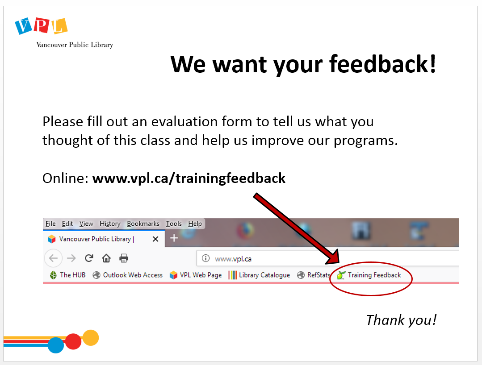 VPL
Vancouver Public Library
We want your feedback!
Please fill out an evaluation form to tell us what you
thought of this class and help us improve our programs.
Online: www.vpl.ca/trainingfeedback
File Edit View History Bookmarks Tools Help
Vancouver Public Library |
www.vpl.ca
The HUB Outlook Web Access VPL Web Page Library Catalogue RefStats Training Feedback
Thank you!